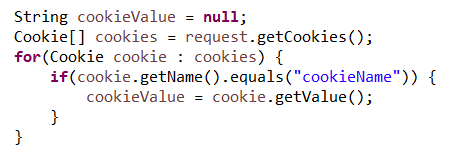 String cookieValue = null;
Cookie[] cookies = request.getCookies();
for(Cookie cookie : cookies) {
    if(cookie.getName().equals("cookieName")) {
        cookieValue = cookie.getValue();
    }
}